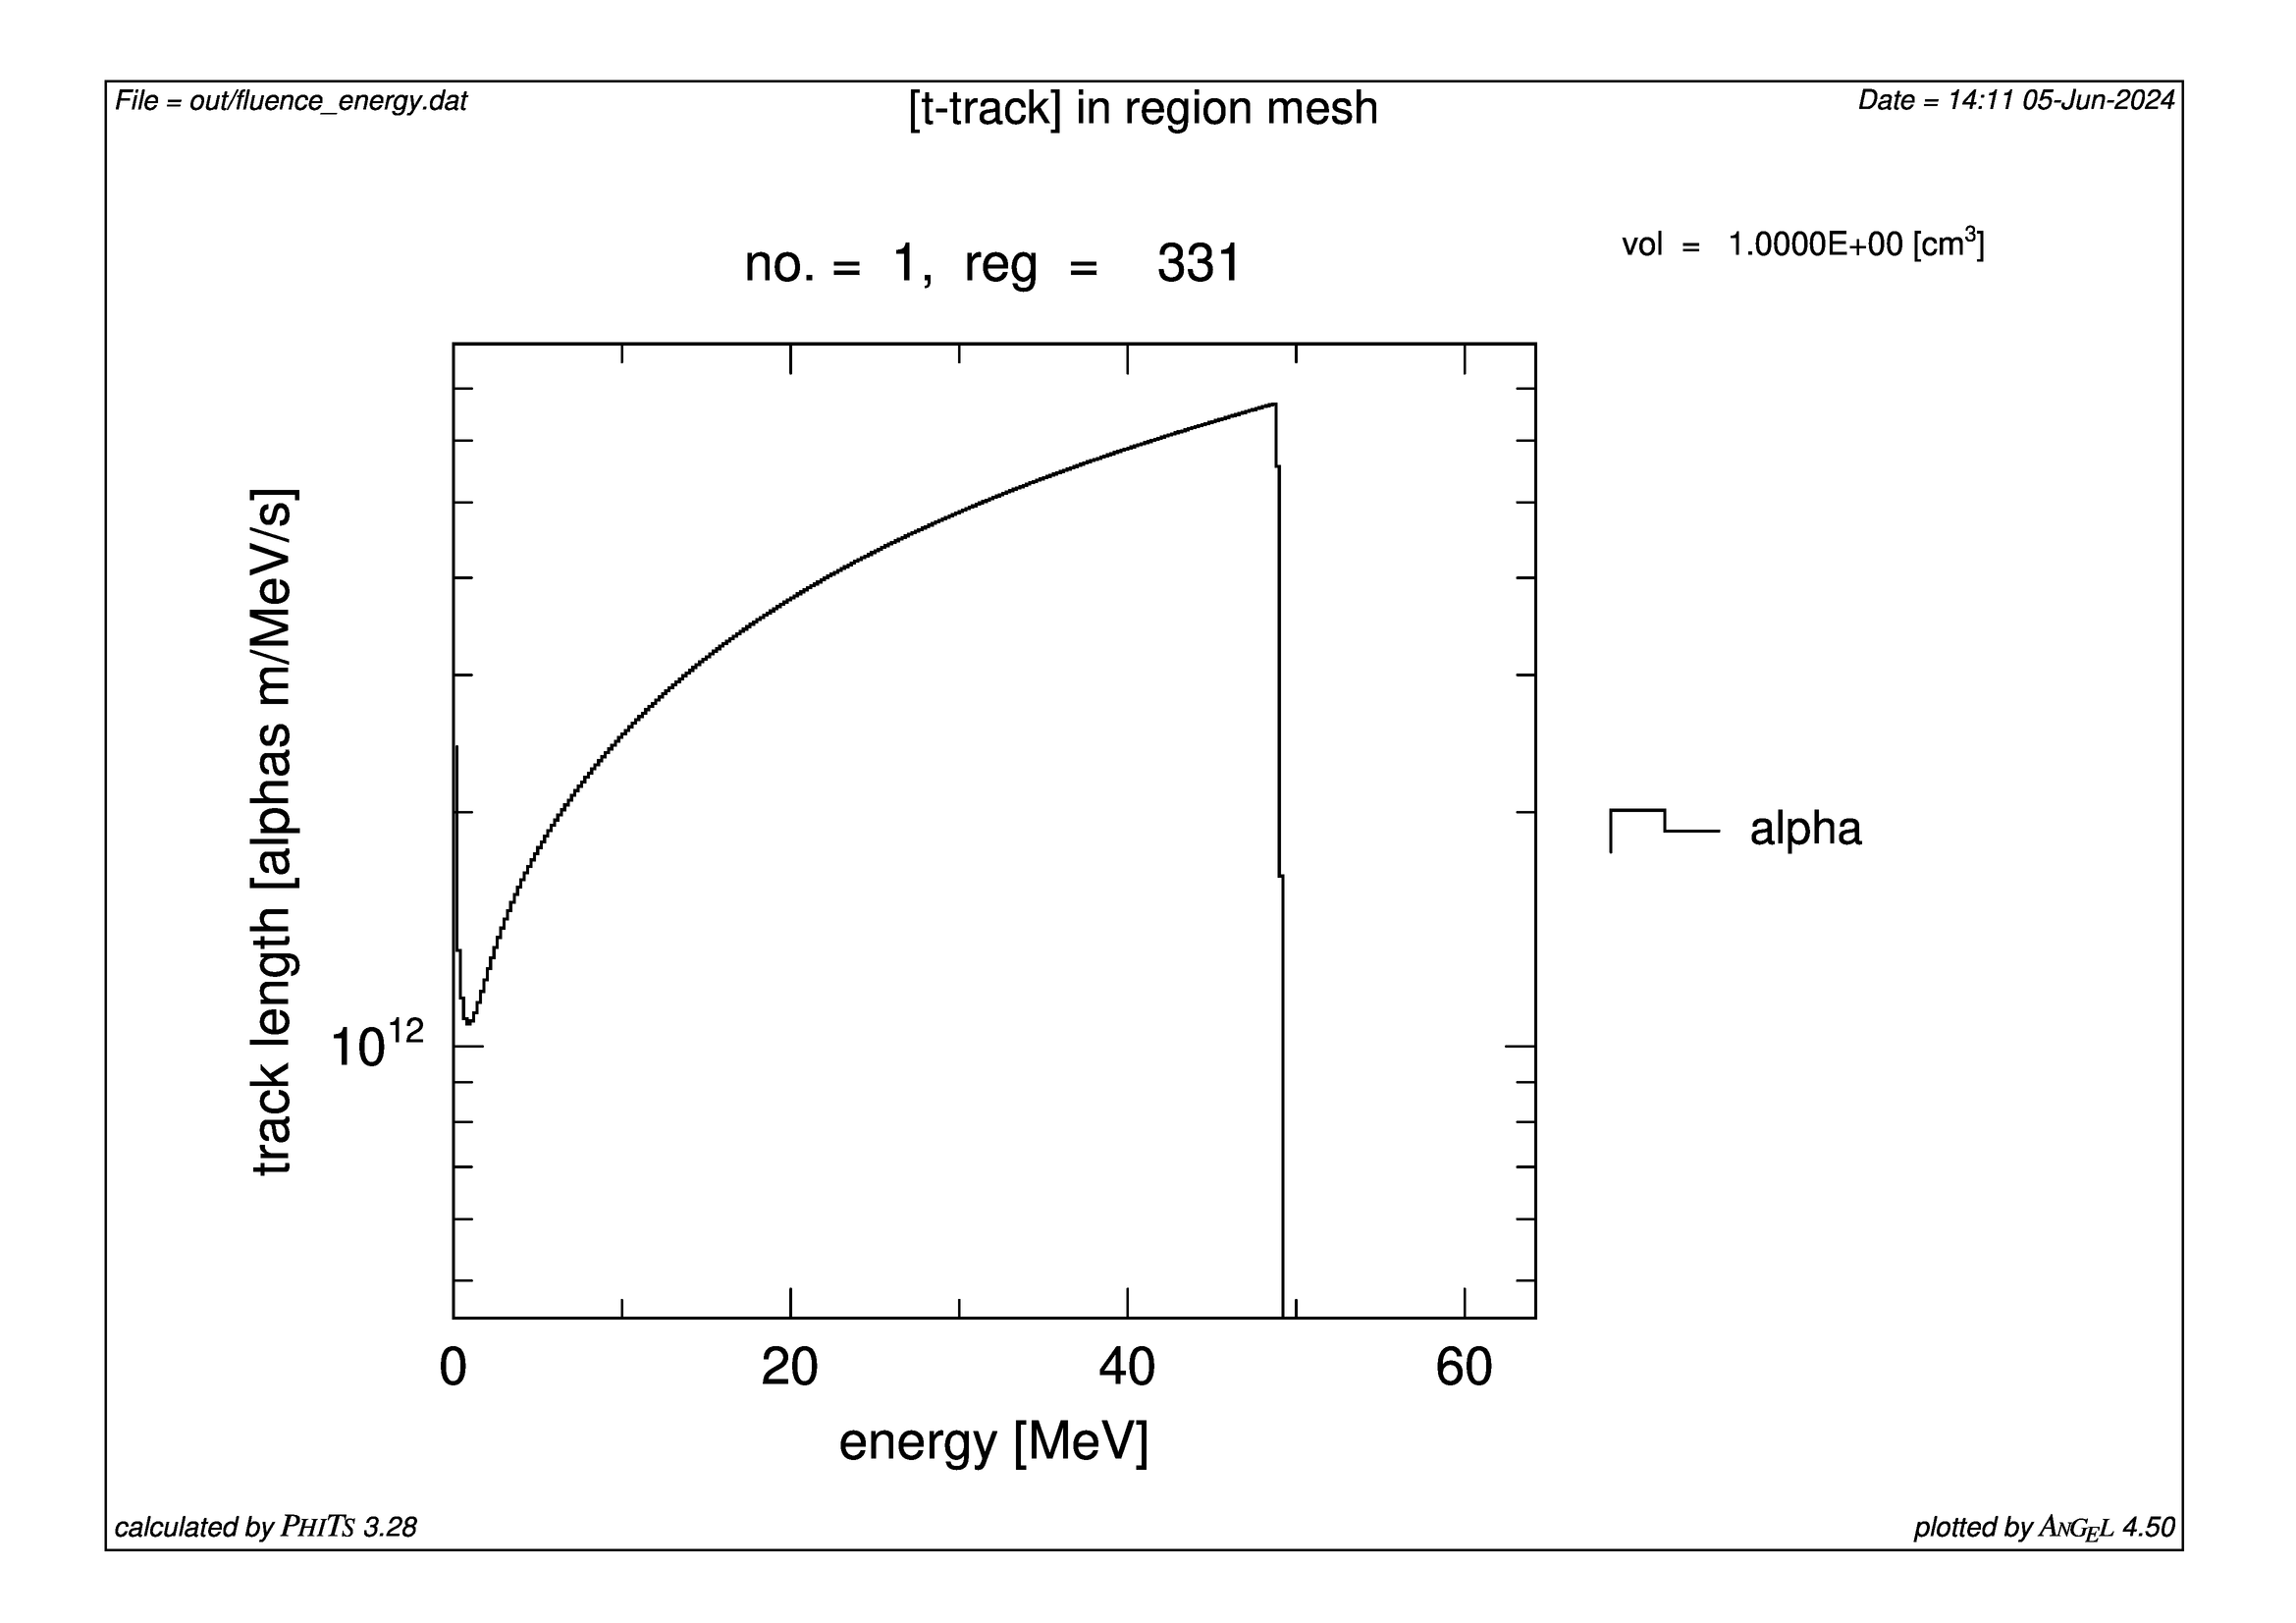 File = out/fluence_energy.dat
[t-track] in region mesh
Date = 14:11 05-Jun-2024
no. = 1, reg = 331
vol = 1.0000E+00 [cm³]
track length [alphas m/MeV/s]
10¹²
alpha
0 20 40 60
energy [MeV]
calculated by PHITS 3.28
plotted by ANGEL 4.50